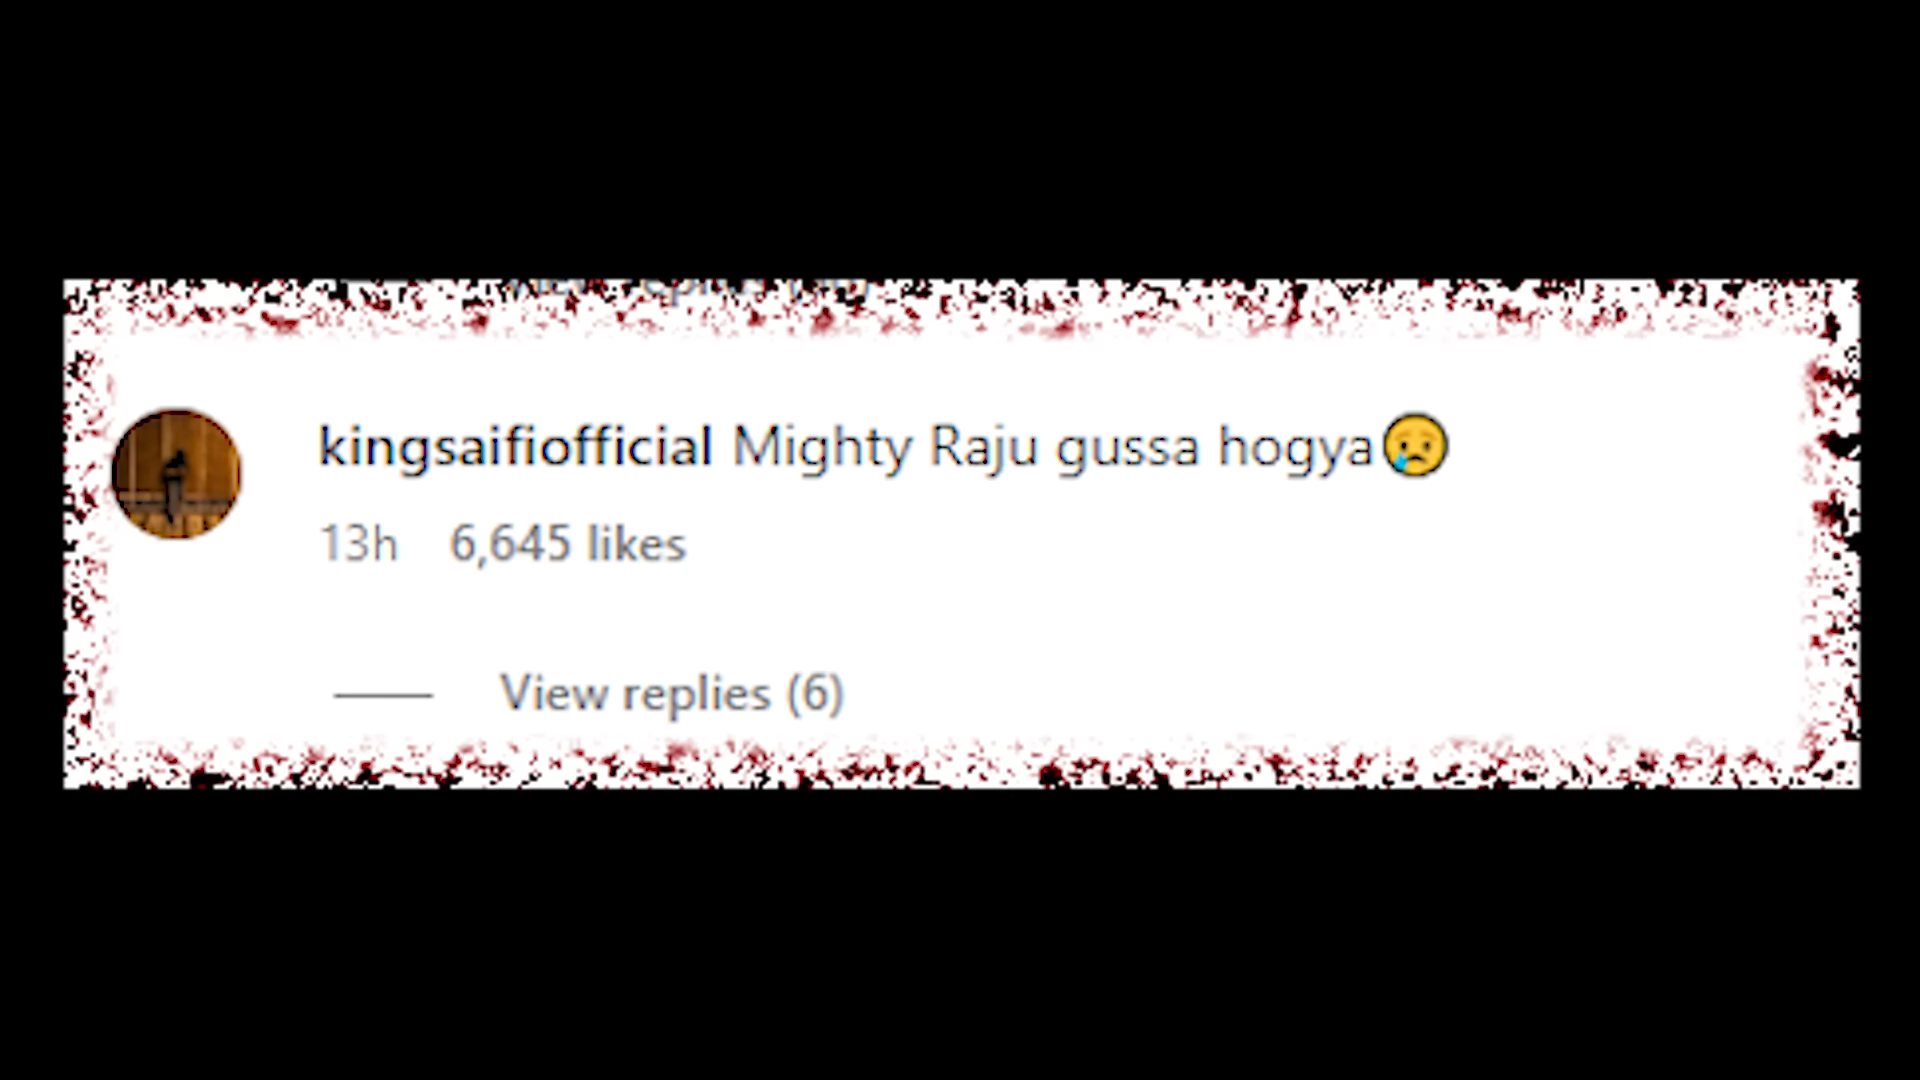 kingsaifiofficial Mighty Raju gussa hogya😢
13h 6,645 likes
View replies (6)